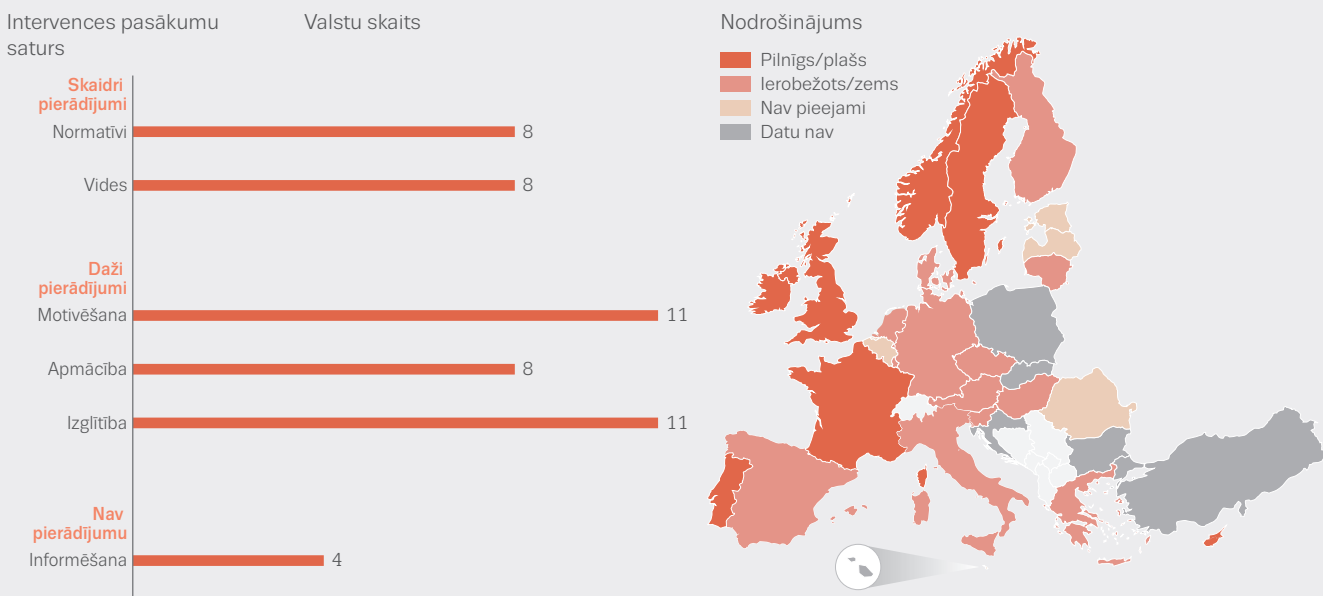 Intervences pasākumu
saturs
Valstu skaits
Skaidri
pierādījumi
Normatīvi
8
Vides
8
Daži
pierādījumi
Motivēšana
11
Apmācība
8
Izglītība
11
Nav
pierādījumu
Informēšana
4
Nodrošinājums
Pilnīgs/plašs
Ierobežots/zems
Nav pieejami
Datu nav